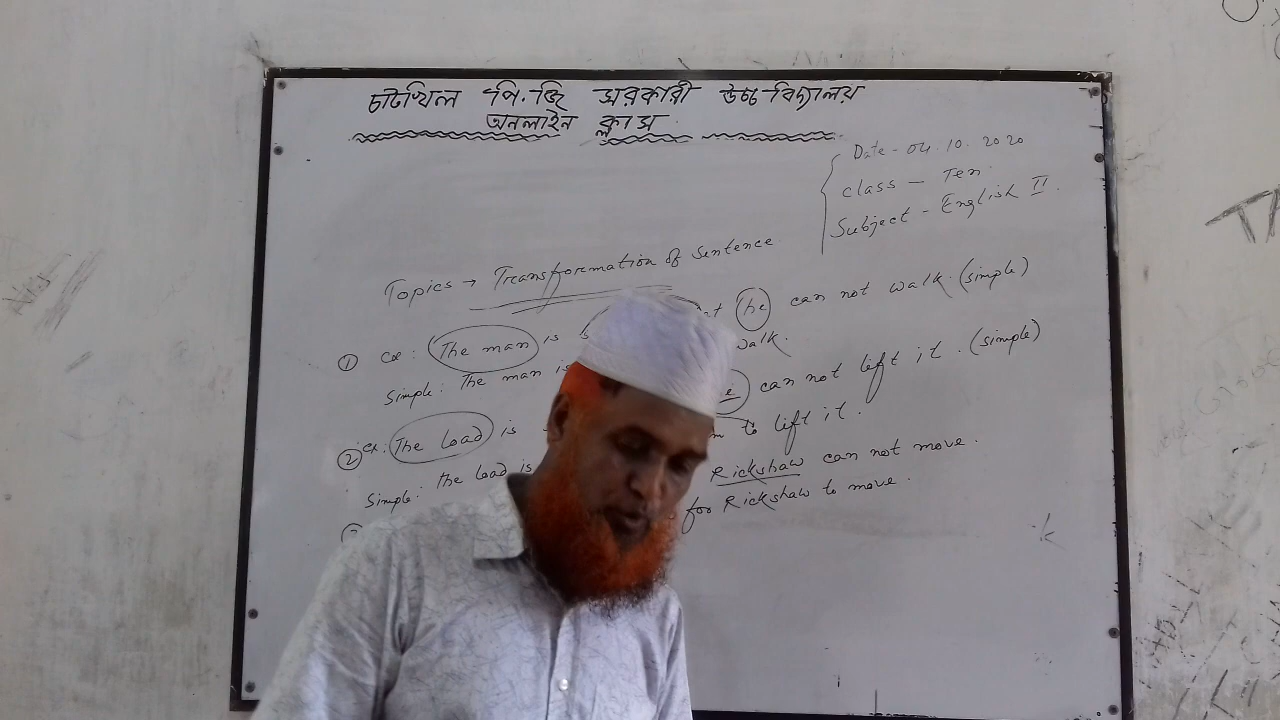 চাটখিল পি.জি সরকারী উচ্চ বিদ্যালয়
অনলাইন ক্লাস
Date - 04.10.2020
class - Ten
Subject - English II
Topics → Transformation of Sentence
① ex: The man is he can not walk. (simple)
Simple: The man is walk.
② ex: The load is can not left it. (simple)
Simple: the load is to lift it.
Rickshaw can not move.
for Rickshaw to move.